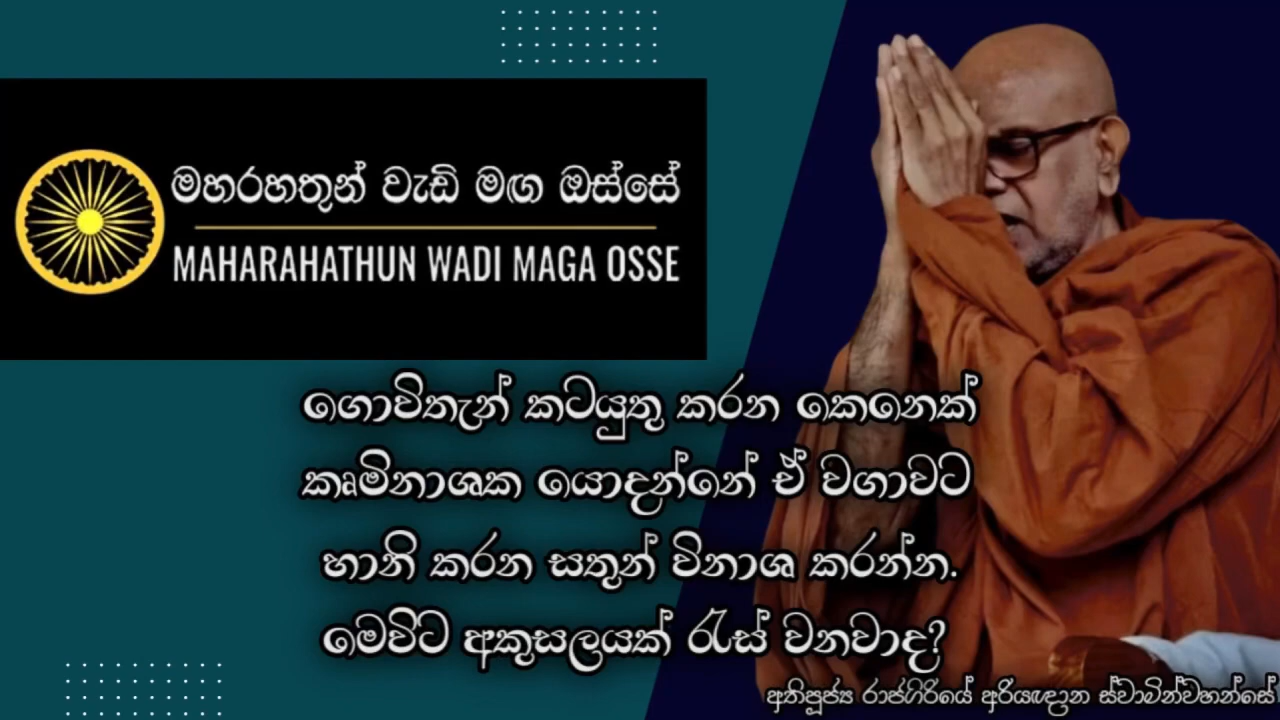 මහරහතුන් වැඩි මඟ ඔස්සේ
MAHARAHATHUN WADI MAGA OSSE
ගොවිතැන් කටයුතු කරන කෙනෙක්
කෘමිනාශක යොදන්නේ ඒ වගාවට
හානි කරන සතුන් විනාශ කරන්න.
මෙවිට අකුසලයක් රැස් වනවාද?
අතිපූජ්‍ය රාජගිරියේ අරියඤාන ස්වාමින්වහන්සේ